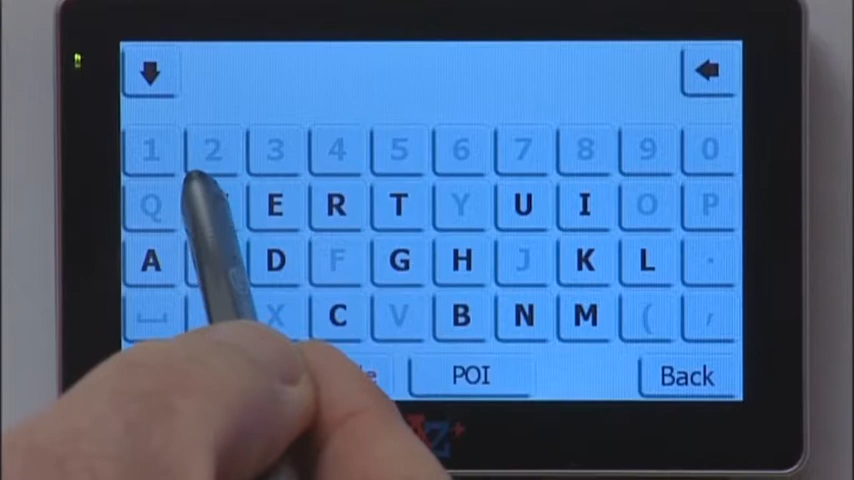 1 2 3 4 5 6 7 8 9 0
Q E R T Y U I O P
A D F G H J K L .
X C V B N M ( ,
POI Back